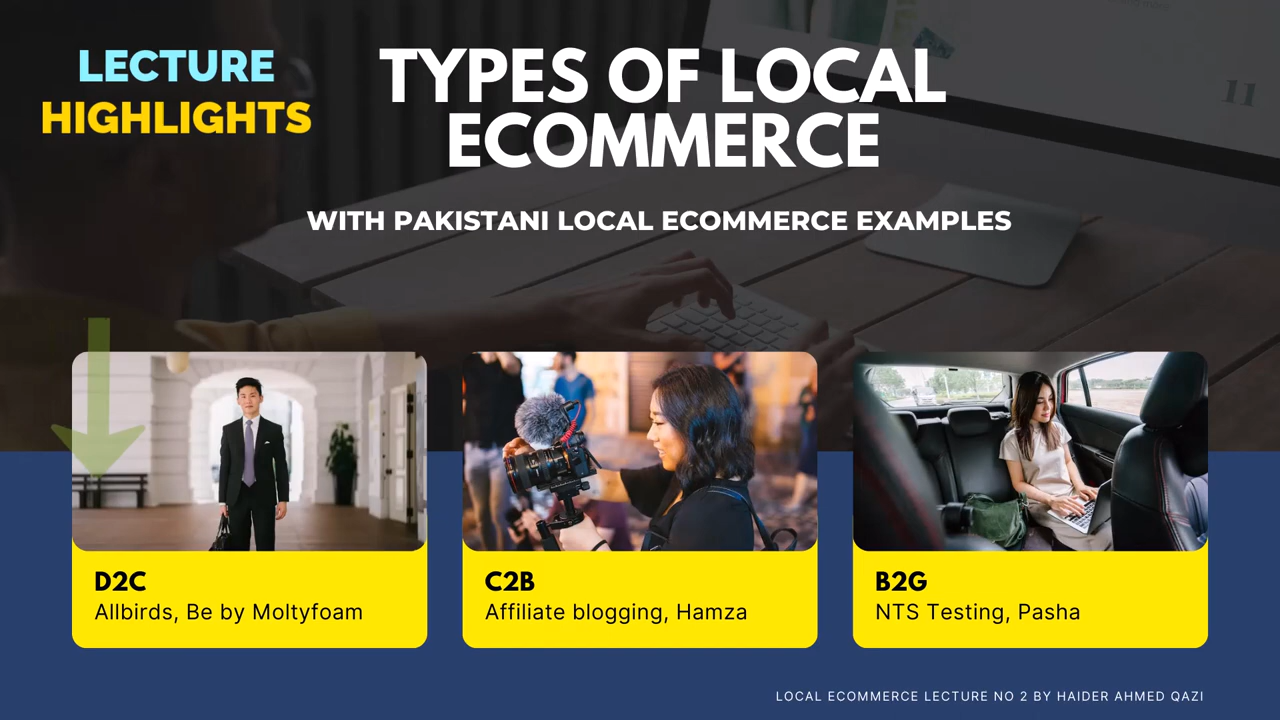 LECTURE
HIGHLIGHTS
TYPES OF LOCAL
ECOMMERCE
11
WITH PAKISTANI LOCAL ECOMMERCE EXAMPLES
D2C
Allbirds, Be by Moltyfoam
C2B
Affiliate blogging, Hamza
B2G
NTS Testing, Pasha
LOCAL ECOMMERCE LECTURE NO 2 BY HAIDER AHMED QAZI